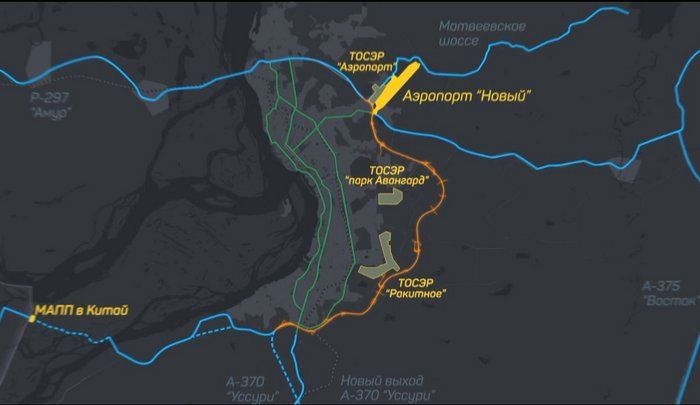 Матвеевское
шоссе
ТОСЭР
"Аэропорт"
Аэропорт "Новый"
Р-297
"Амур"
ТОСЭР
"парк Авангард"
ТОСЭР
"Ракитное"
А-375
"Восток"
МАПП в Китай
А-370
"Уссури"
Новый выход
А-370 "Уссури"